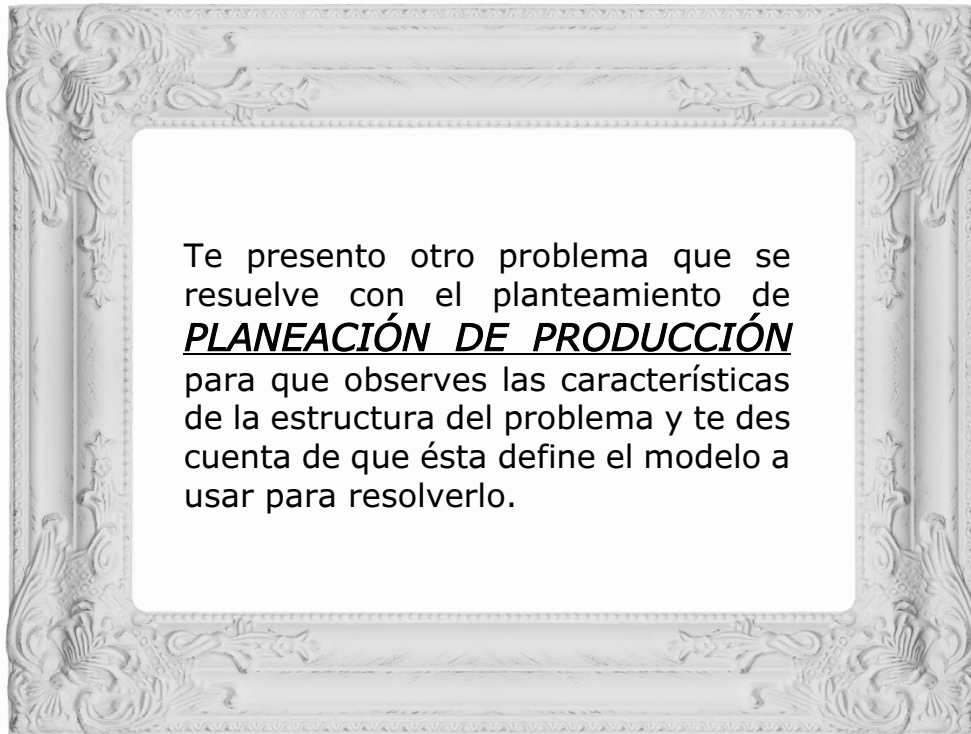 Te presento otro problema que se
resuelve con el planteamiento de
PLANEACIÓN DE PRODUCCIÓN
para que observes las características
de la estructura del problema y te des
cuenta de que ésta define el modelo a
usar para resolverlo.